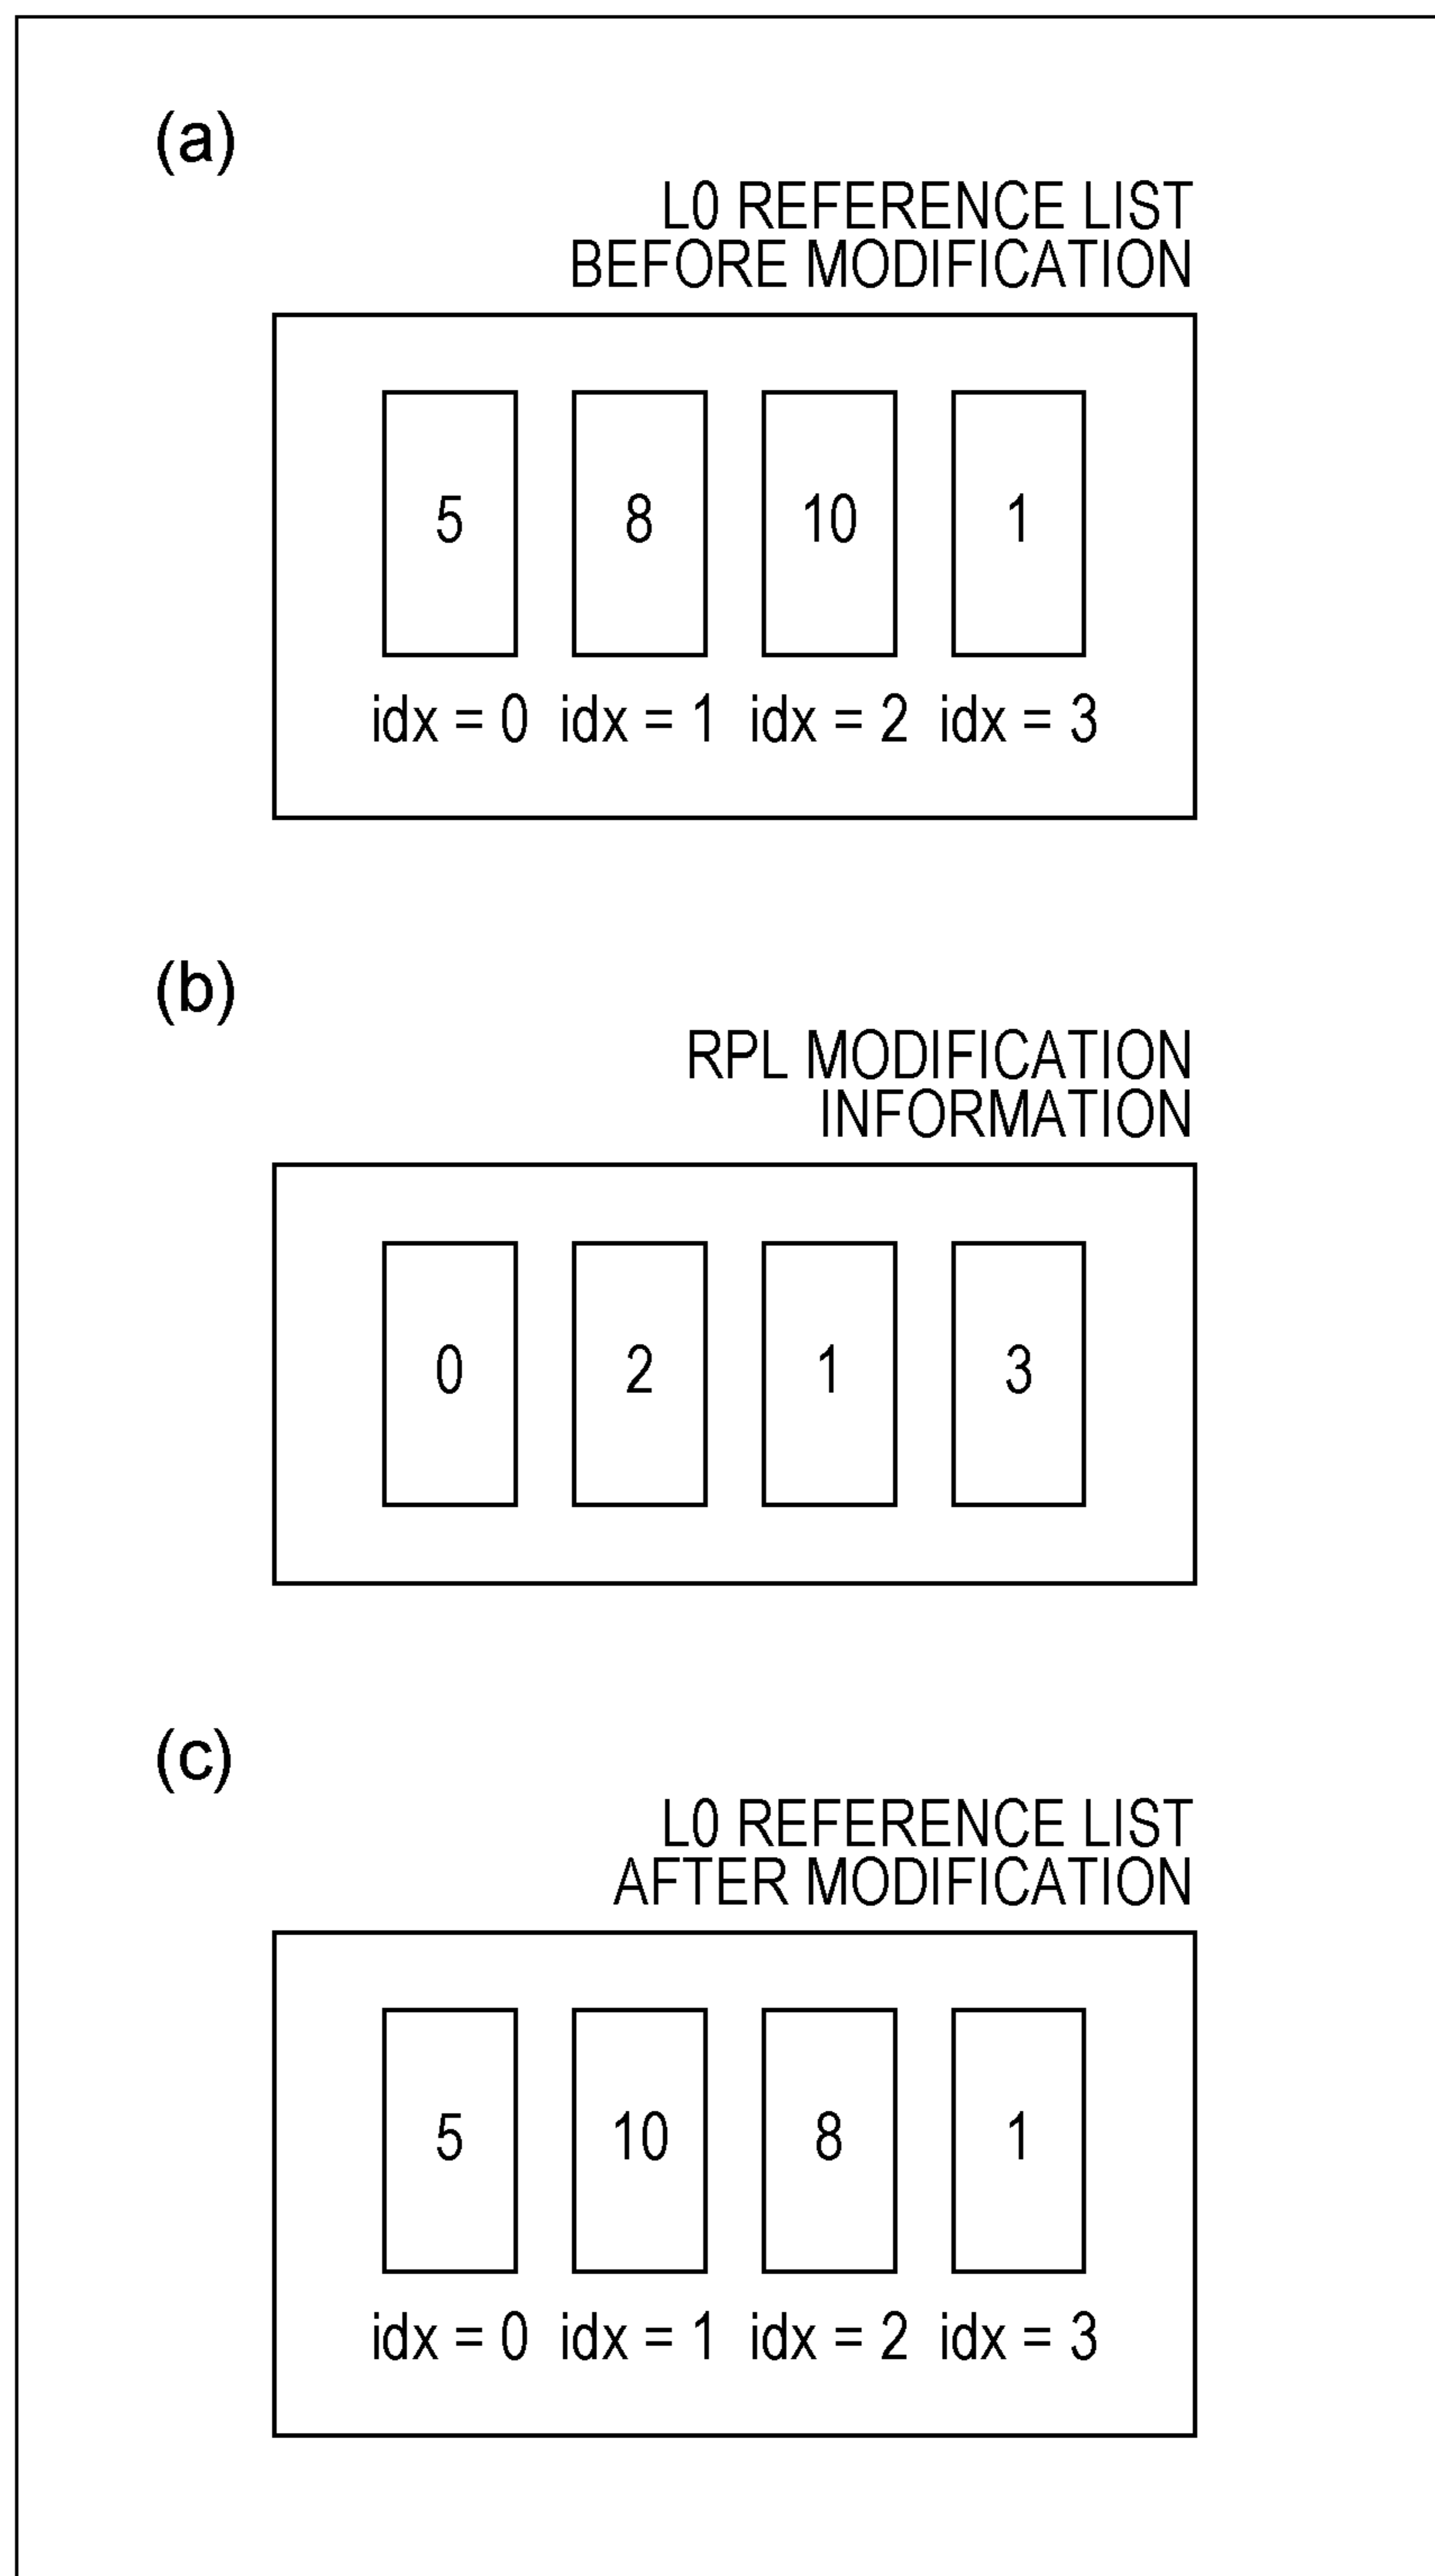 (a)
L0 REFERENCE LIST
BEFORE MODIFICATION
5 8 10 1
idx = 0 idx = 1 idx = 2 idx = 3
(b)
RPL MODIFICATION
INFORMATION
0 2 1 3
(c)
L0 REFERENCE LIST
AFTER MODIFICATION
5 10 8 1
idx = 0 idx = 1 idx = 2 idx = 3